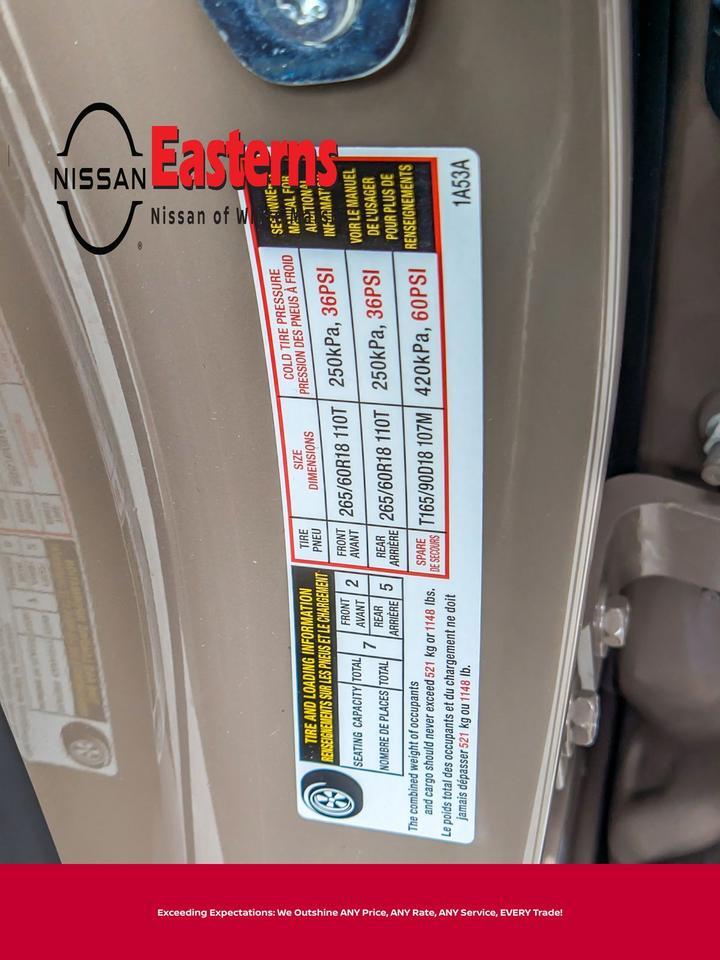 NISSAN
Easterns
Nissan of
®
TIRE AND LOADING INFORMATION
RENSEIGNEMENTS SUR LES PNEUS ET LE CHARGEMENT
SEATING CAPACITY TOTAL 7 FRONT AVANT 2 REAR ARRIÈRE 5
NOMBRE DE PLACES TOTAL
The combined weight of occupants
and cargo should never exceed 521 kg or 1148 lbs.
Le poids total des occupants et du chargement ne doit
jamais dépasser 521 kg ou 1148 lb.
TIRE SIZE COLD TIRE PRESSURE
PNEU DIMENSIONS PRESSION DES PNEUS À FROID
FRONT AVANT 265/60R18 110T 250kPa, 36PSI
REAR ARRIÈRE 265/60R18 110T 250kPa, 36PSI
SPARE DE SECOURS T165/90D18 107M 420kPa, 60PSI
VOIR LE MANUEL
DE L'USAGER
POUR PLUS DE
RENSEIGNEMENTS
1A53A
Exceeding Expectations: We Outshine ANY Price, ANY Rate, ANY Service, EVERY Trade!